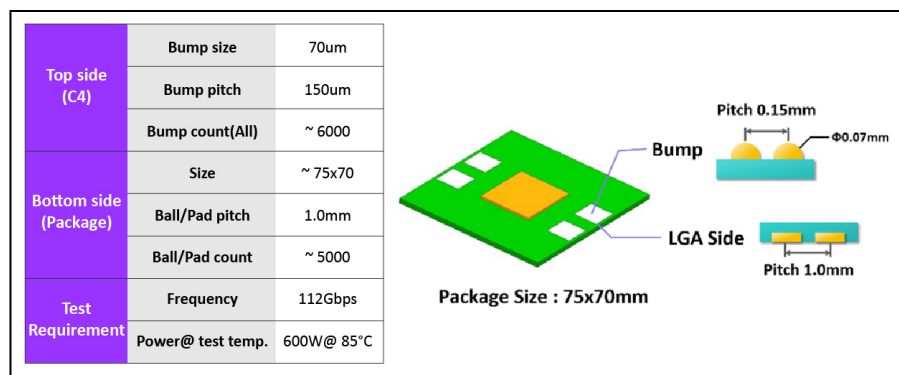 Top side
(C4)
Bump size
70um
Bump pitch
150um
Bump count(All)
~ 6000
Bottom side
(Package)
Size
~ 75x70
Ball/Pad pitch
1.0mm
Ball/Pad count
~ 5000
Test
Requirement
Frequency
112Gbps
Power@ test temp.
600W@ 85°C
Bump
LGA Side
Package Size : 75x70mm
Pitch 0.15mm
Φ0.07mm
Pitch 1.0mm